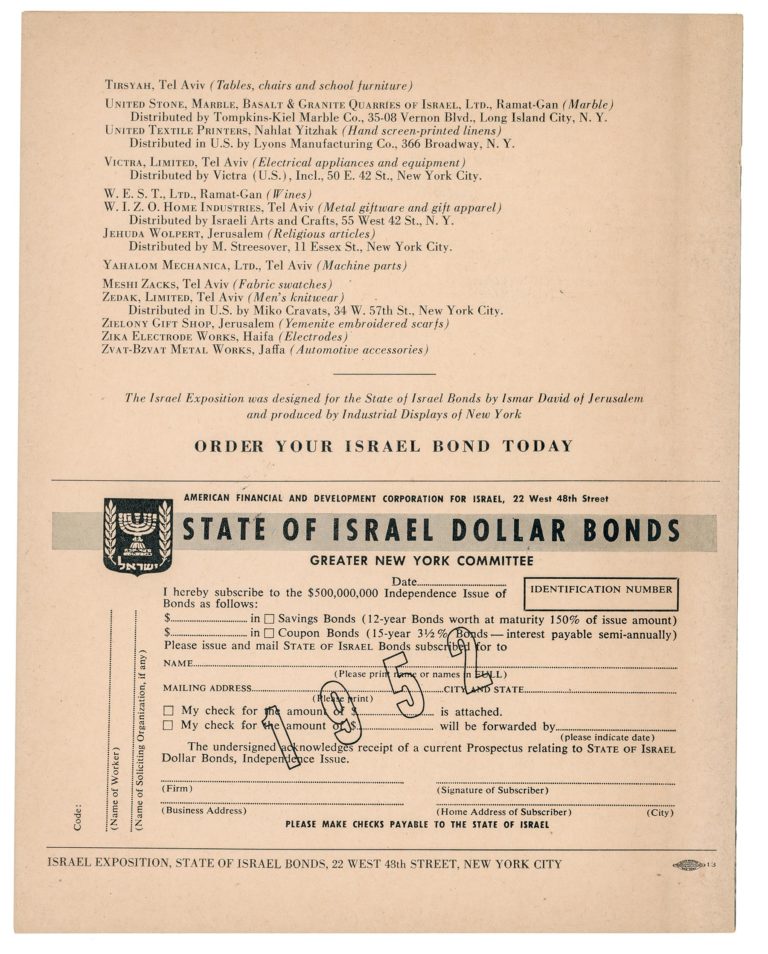 TIRSYAH, Tel Aviv (Tables, chairs and school furniture)
UNITED STONE, MARBLE, BASALT & GRANITE QUARRIES OF ISRAEL, LTD., Ramat-Gan (Marble)
Distributed by Tompkins-Kiel Marble Co., 35-08 Vernon Blvd., Long Island City, N. Y.
UNITED TEXTILE PRINTERS, Nahlat Yitzhak (Hand screen-printed linens)
Distributed in U.S. by Lyons Manufacturing Co., 366 Broadway, N. Y.
VICTRA, LIMITED, Tel Aviv (Electrical appliances and equipment)
Distributed by Victra (U.S.), Incl., 50 E. 42 St., New York City.
W. E. S. T., LTD., Ramat-Gan (Wines)
W. I. Z. O. HOME INDUSTRIES, Tel Aviv (Metal giftware and gift apparel)
Distributed by Israeli Arts and Crafts, 55 West 42 St., N. Y.
JEHUDA WOLPERT, Jerusalem (Religious articles)
Distributed by M. Streesover, 11 Essex St., New York City.
YAHALOM MECHANICA, LTD., Tel Aviv (Machine parts)
MESHI ZACKS, Tel Aviv (Fabric swatches)
ZEDAK, LIMITED, Tel Aviv (Men's knitwear)
Distributed in U.S. by Miko Cravats, 34 W. 57th St., New York City.
ZIELONY GIFT SHOP, Jerusalem (Yemenite embroidered scarfs)
ZIKA ELECTRODE WORKS, Haifa (Electrodes)
ZVAT-BZVAT METAL WORKS, Jaffa (Automotive accessories)
The Israel Exposition was designed for the State of Israel Bonds by Ismar David of Jerusalem
and produced by Industrial Displays of New York
ORDER YOUR ISRAEL BOND TODAY
AMERICAN FINANCIAL AND DEVELOPMENT CORPORATION FOR ISRAEL, 22 West 48th Street
STATE OF ISRAEL DOLLAR BONDS
ישראל
GREATER NEW YORK COMMITTEE
Date
IDENTIFICATION NUMBER
I hereby subscribe to the $500,000,000 Independence Issue of
Bonds as follows:
$ in Savings Bonds (12-year Bonds worth at maturity 150% of issue amount)
$ in Coupon Bonds (15-year 3½% Bonds — interest payable semi-annually)
Please issue and mail STATE OF ISRAEL Bonds subscribed for to
NAME
(Please print name or names in FULL)
MAILING ADDRESS CITY AND STATE
(Please print)
My check for the amount of $ is attached.
My check for the amount of $ will be forwarded by
(please indicate date)
1952
The undersigned acknowledges receipt of a current Prospectus relating to STATE OF ISRAEL
Dollar Bonds, Independence Issue.
(Firm) (Signature of Subscriber)
(Business Address) (Home Address of Subscriber) (City)
PLEASE MAKE CHECKS PAYABLE TO THE STATE OF ISRAEL
Code:
(Name of Worker)
(Name of Soliciting Organization, if any)
ISRAEL EXPOSITION, STATE OF ISRAEL BONDS, 22 WEST 48th STREET, NEW YORK CITY
13